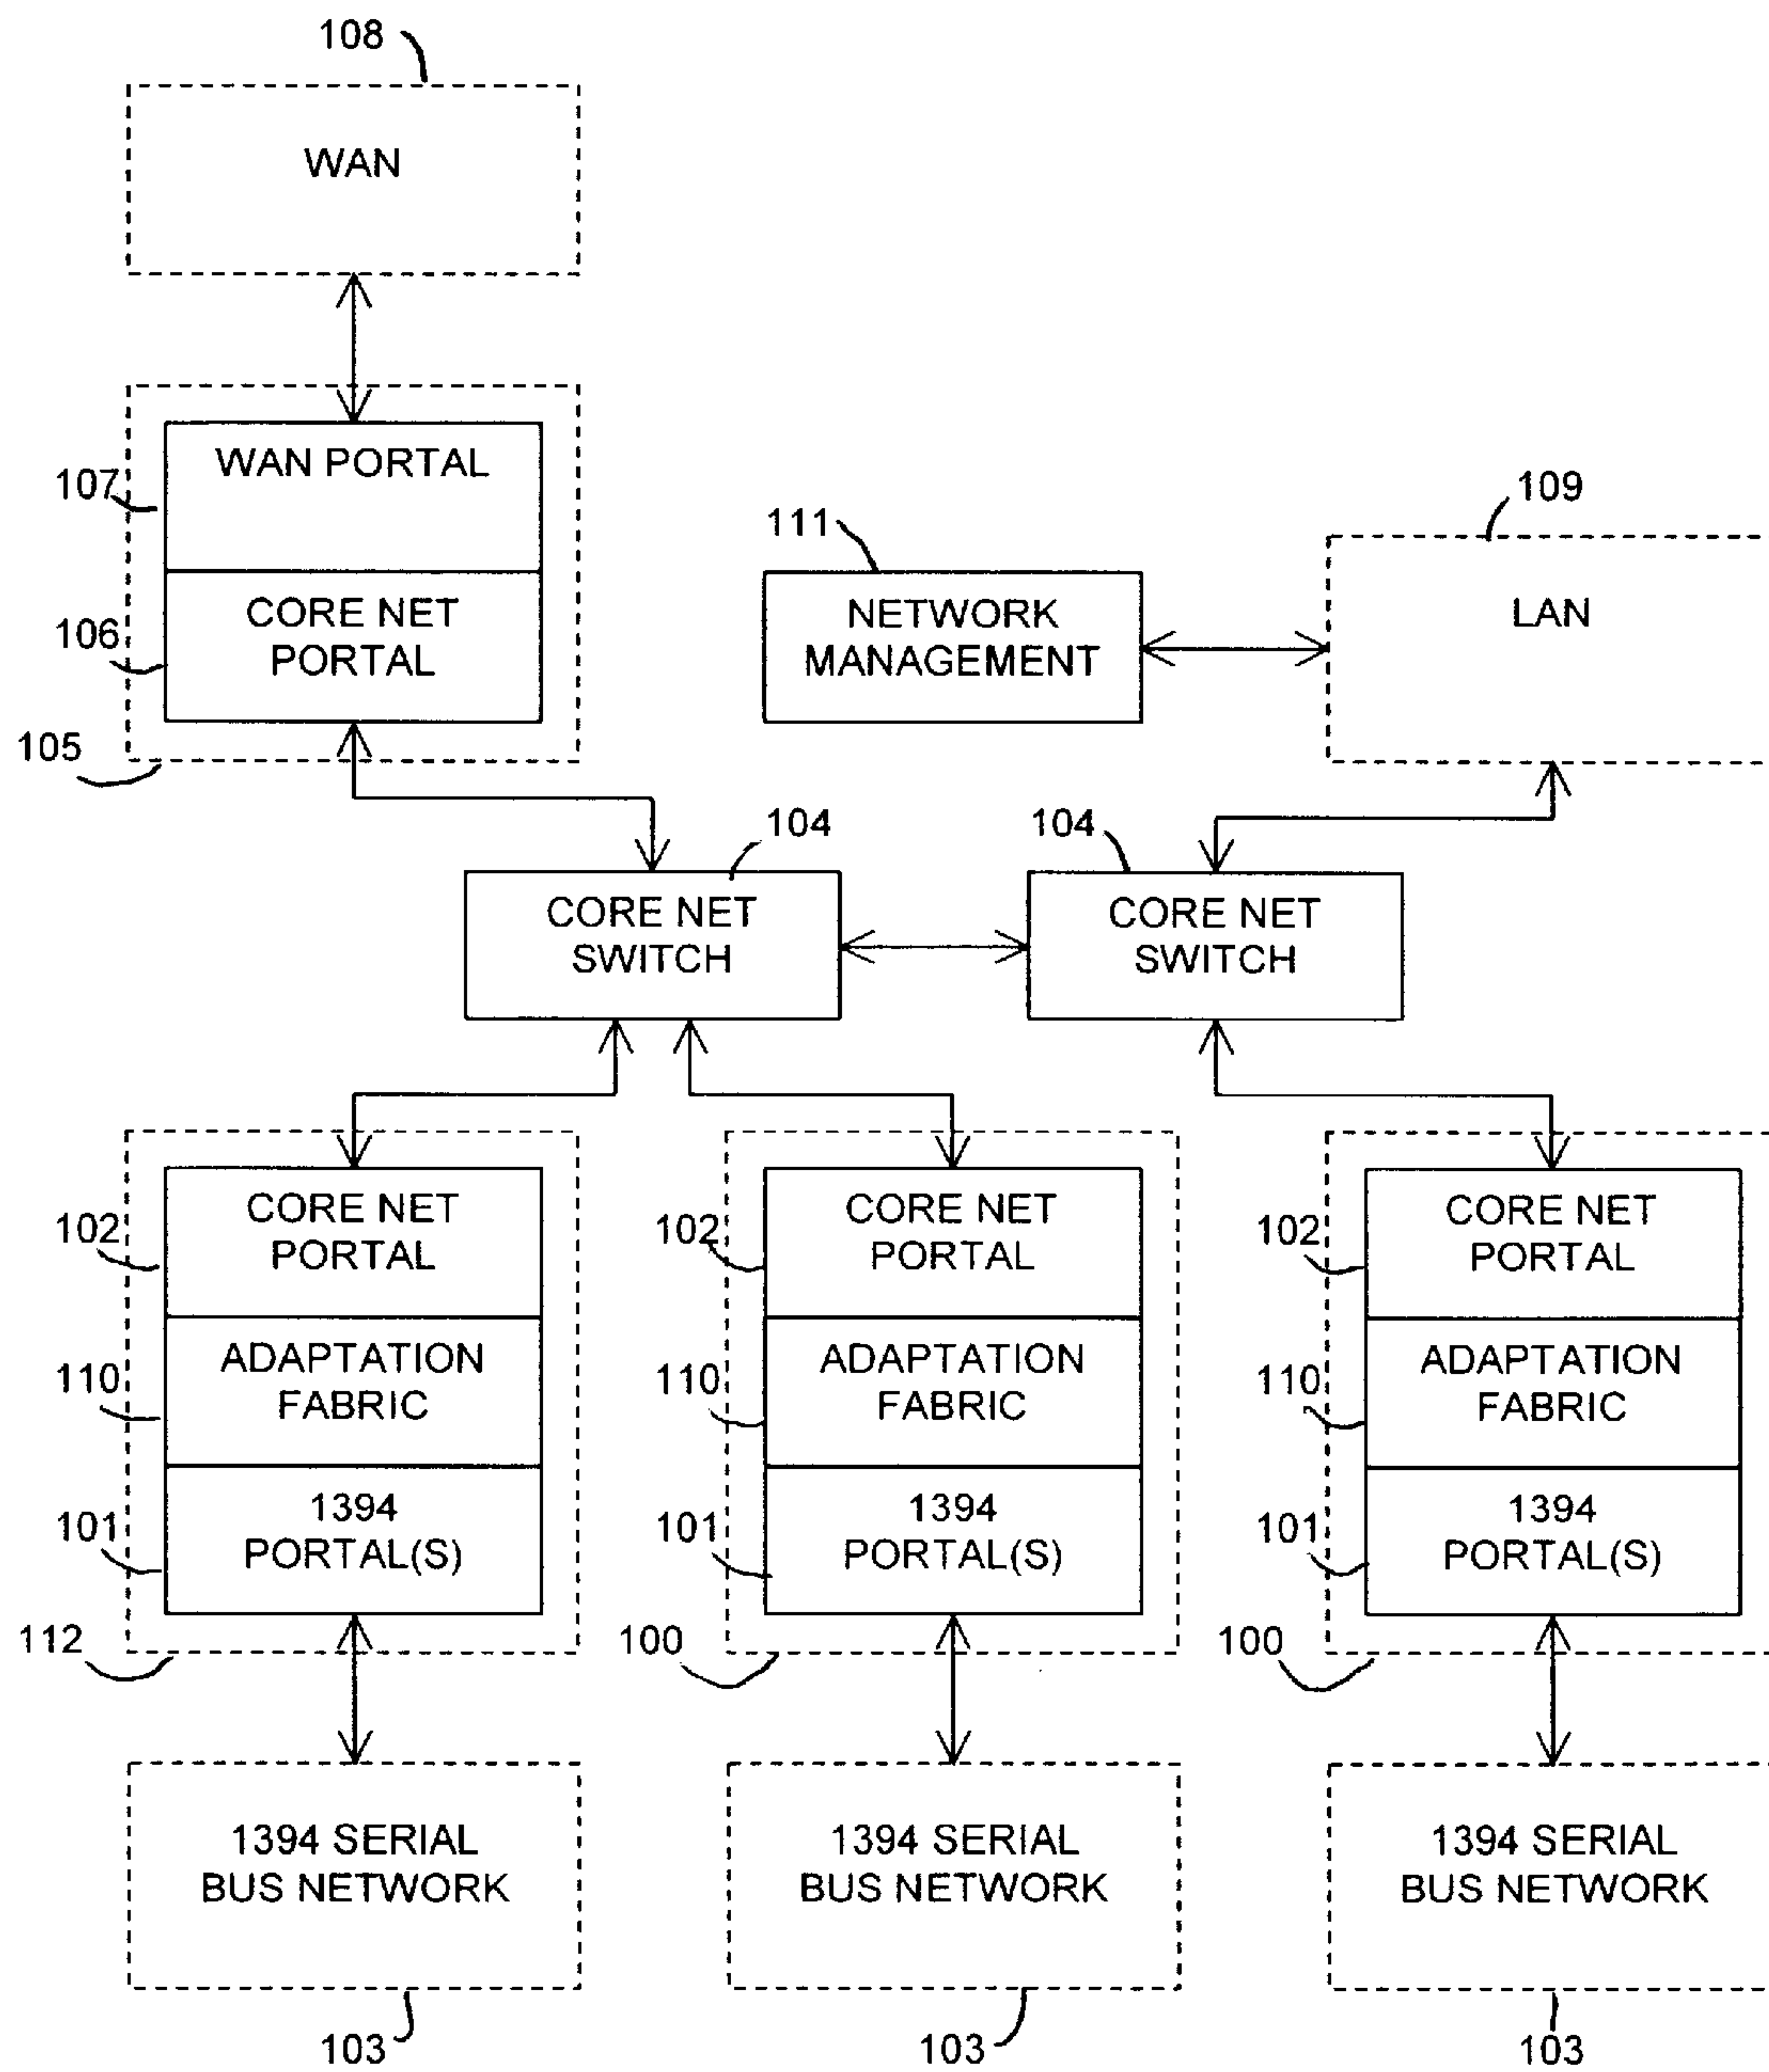 108
WAN
107
WAN PORTAL
106
CORE NET
PORTAL
105
111
NETWORK
MANAGEMENT
109
LAN
104
CORE NET
SWITCH
104
CORE NET
SWITCH
102
CORE NET
PORTAL
110
ADAPTATION
FABRIC
101
1394
PORTAL(S)
112
102
CORE NET
PORTAL
110
ADAPTATION
FABRIC
101
1394
PORTAL(S)
100
102
CORE NET
PORTAL
110
ADAPTATION
FABRIC
101
1394
PORTAL(S)
100
1394 SERIAL
BUS NETWORK
103
1394 SERIAL
BUS NETWORK
103
1394 SERIAL
BUS NETWORK
103